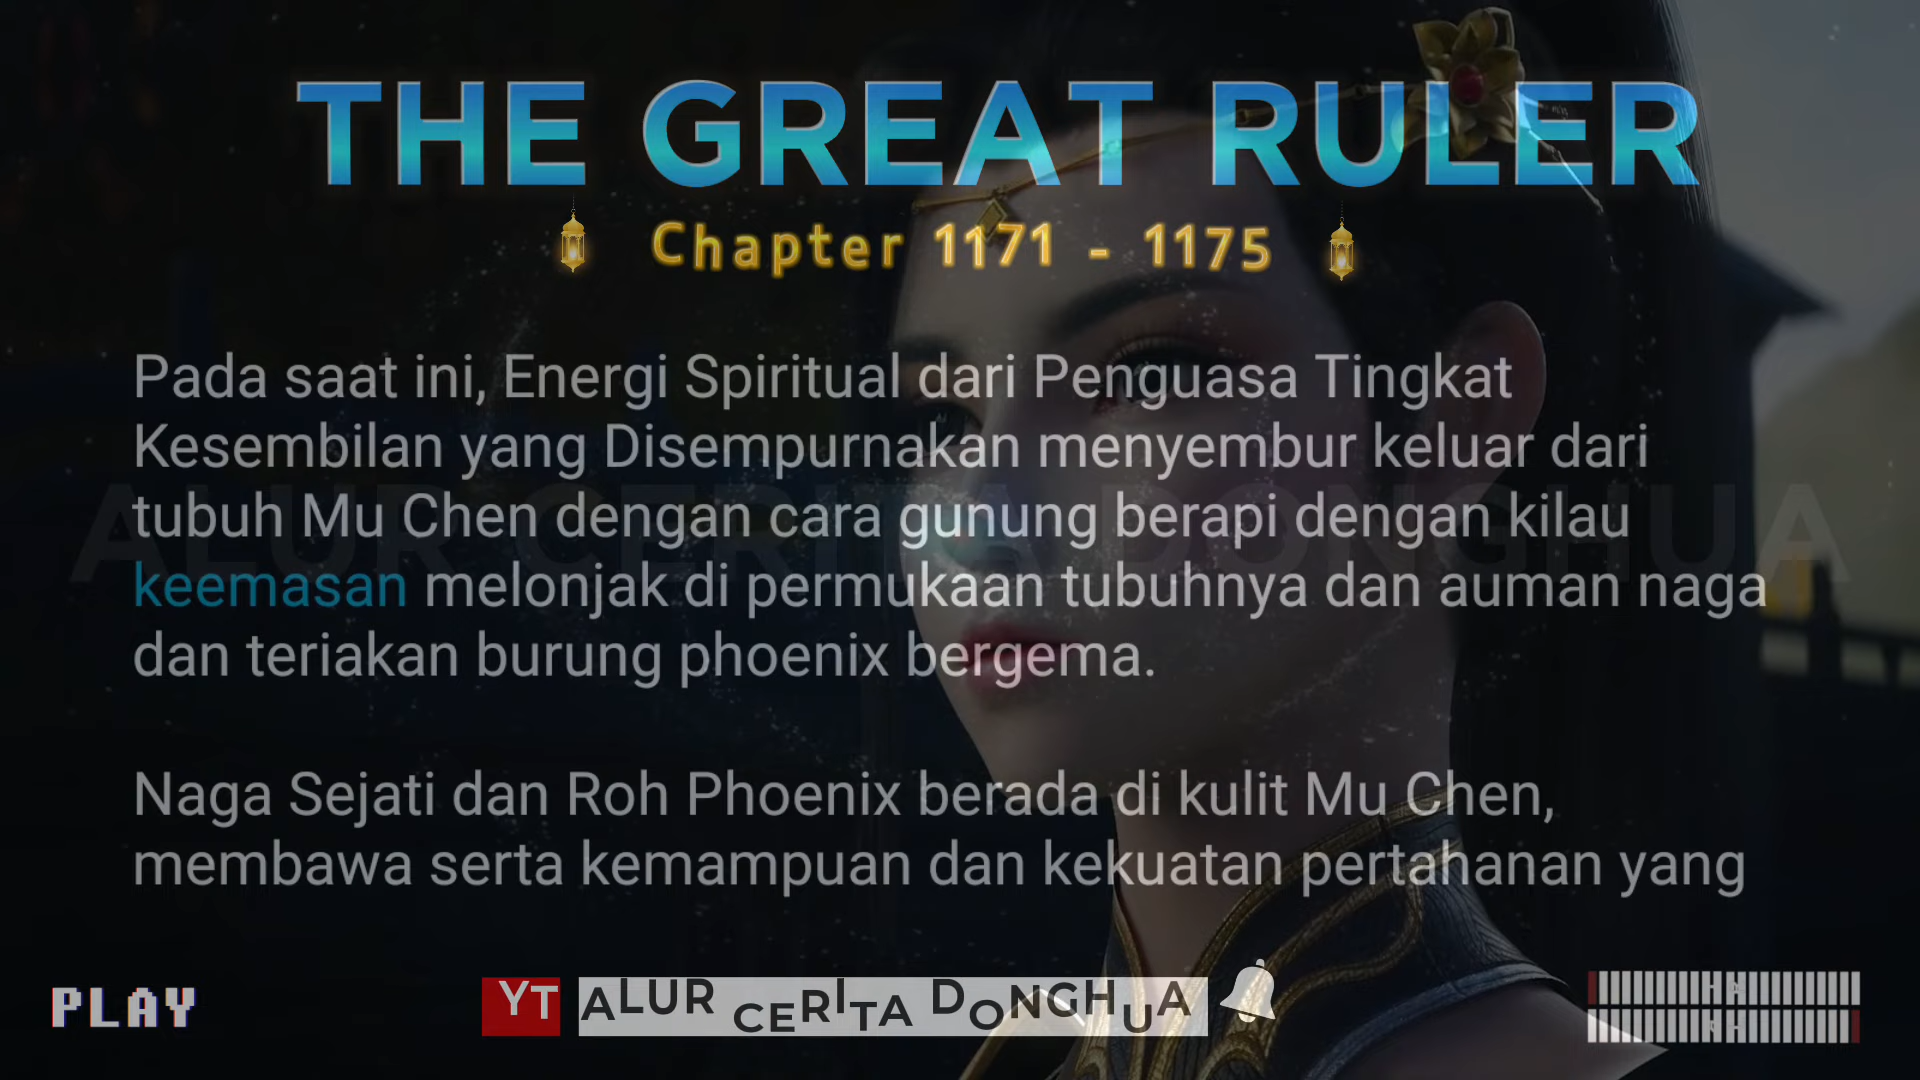 THE GREAT RULER
Chapter 1171 - 1175
Pada saat ini, Energi Spiritual dari Penguasa Tingkat
Kesembilan yang Disempurnakan menyembur keluar dari
tubuh Mu Chen dengan cara gunung berapi dengan kilau
keemasan melonjak di permukaan tubuhnya dan auman naga
dan teriakan burung phoenix bergema.
ALUR CERITA DONGHUA
Naga Sejati dan Roh Phoenix berada di kulit Mu Chen,
membawa serta kemampuan dan kekuatan pertahanan yang
PLAY
YT ALUR CERITA DONGHUA